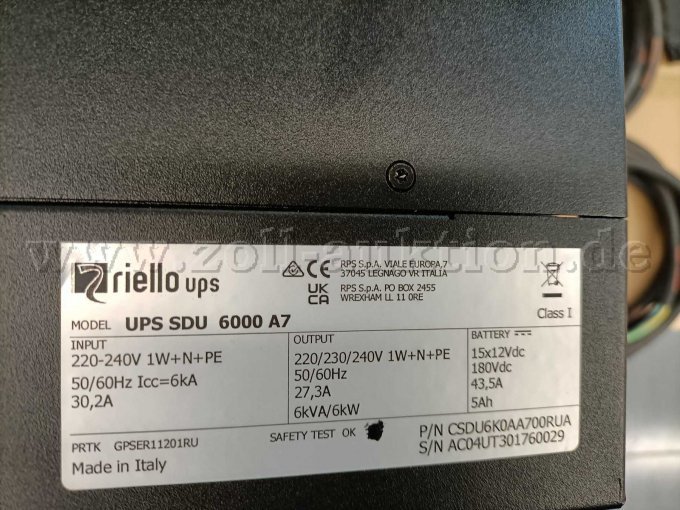 www.zoll-auktion.de
riello ups
CE
RPS S.p.A. VIALE EUROPA,7
37045 LEGNAGO VR ITALIA
UK
CA
RPS S.p.A. PO BOX 2455
WREXHAM LL 11 0RE
Class I
MODEL UPS SDU 6000 A7
INPUT
220-240V 1W+N+PE
50/60Hz Icc=6kA
30,2A
OUTPUT
220/230/240V 1W+N+PE
50/60Hz
27,3A
6kVA/6kW
BATTERY
15x12Vdc
180Vdc
43,5A
5Ah
PRTK GPSER11201RU
Made in Italy
SAFETY TEST OK
P/N CSDU6K0AA700RUA
S/N AC04UT301760029